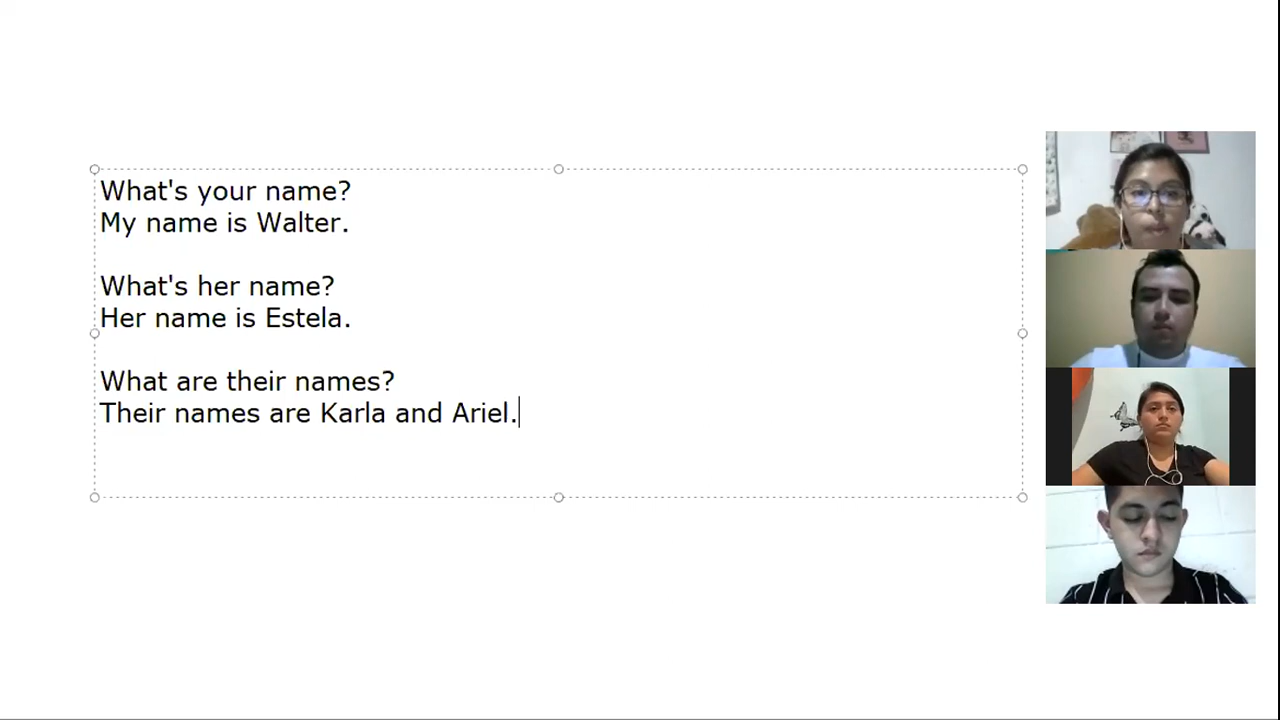 What's your name?
My name is Walter.
What's her name?
Her name is Estela.
What are their names?
Their names are Karla and Ariel.